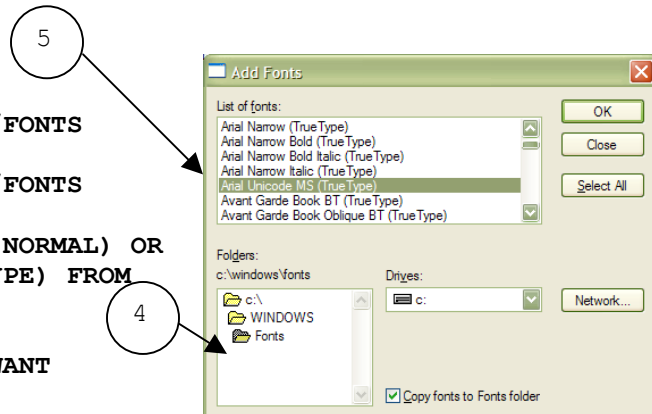 5
/FONTS
/FONTS
NORMAL) OR
PE) FROM
4
WANT
Add Fonts
List of fonts:
Arial Narrow (TrueType)
Arial Narrow Bold (TrueType)
Arial Narrow Bold Italic (TrueType)
Arial Narrow Italic (TrueType)
Arial Unicode MS (TrueType)
Avant Garde Book BT (TrueType)
Avant Garde Book Oblique BT (TrueType)
OK
Close
Select All
Folders:
c:\windows\fonts
c:\
WINDOWS
Fonts
Drives:
c:
Network...
Copy fonts to Fonts folder